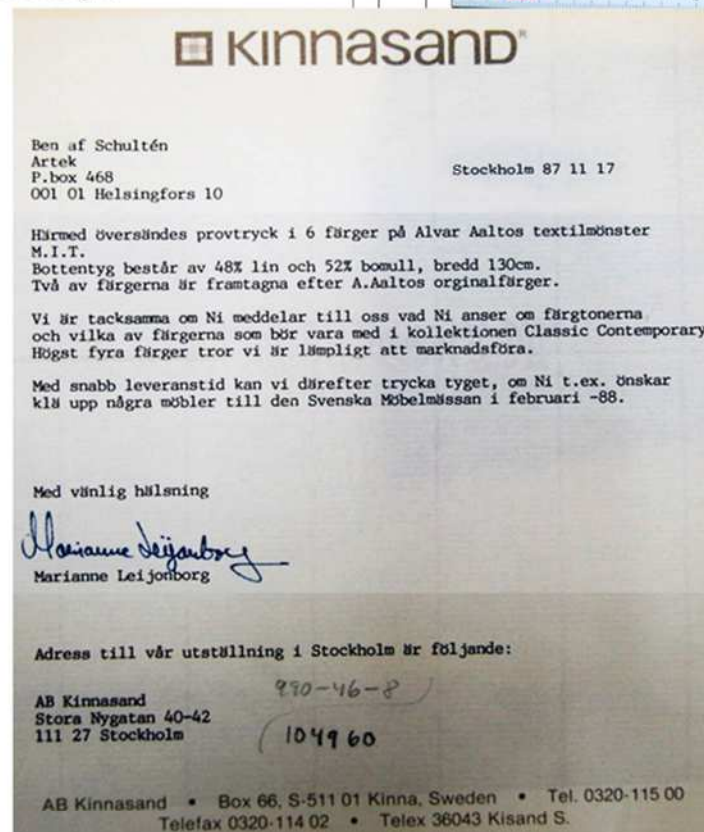 KINNASAND®
Ben af Schultén
Artek
P.box 468
001 01 Helsingfors 10
Stockholm 87 11 17
Härmed översändes provtryck i 6 färger på Alvar Aaltos textilmönster
M.I.T.
Bottentyg består av 48% lin och 52% bomull, bredd 130cm.
Två av färgerna är framtagna efter A.Aaltos orginalfärger.
Vi är tacksamma om Ni meddelar till oss vad Ni anser om färgtonerna
och vilka av färgerna som bör vara med i kollektionen Classic Contemporary
Högst fyra färger tror vi är lämpligt att marknadsföra.
Med snabb leveranstid kan vi därefter trycka tyget, om Ni t.ex. önskar
klä upp några möbler till den Svenska Möbelmässan i februari -88.
Med vänlig hälsning
Marianne Leijonborg
Marianne Leijonborg
Adress till vår utställning i Stockholm är följande:
AB Kinnasand
Stora Nygatan 40-42
111 27 Stockholm
990-46-8
104960
AB Kinnasand • Box 66, S-511 01 Kinna, Sweden • Tel. 0320-115 00
Telefax 0320-114 02 • Telex 36043 Kisand S.